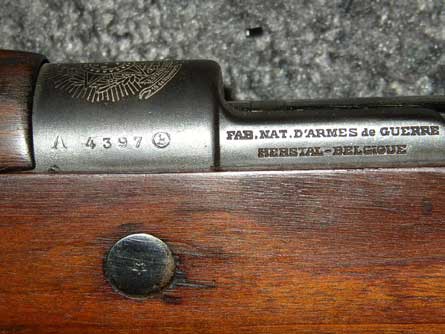 A 4397
FAB. NAT. D'ARMES de GUERRE
HERSTAL-BELGIQUE